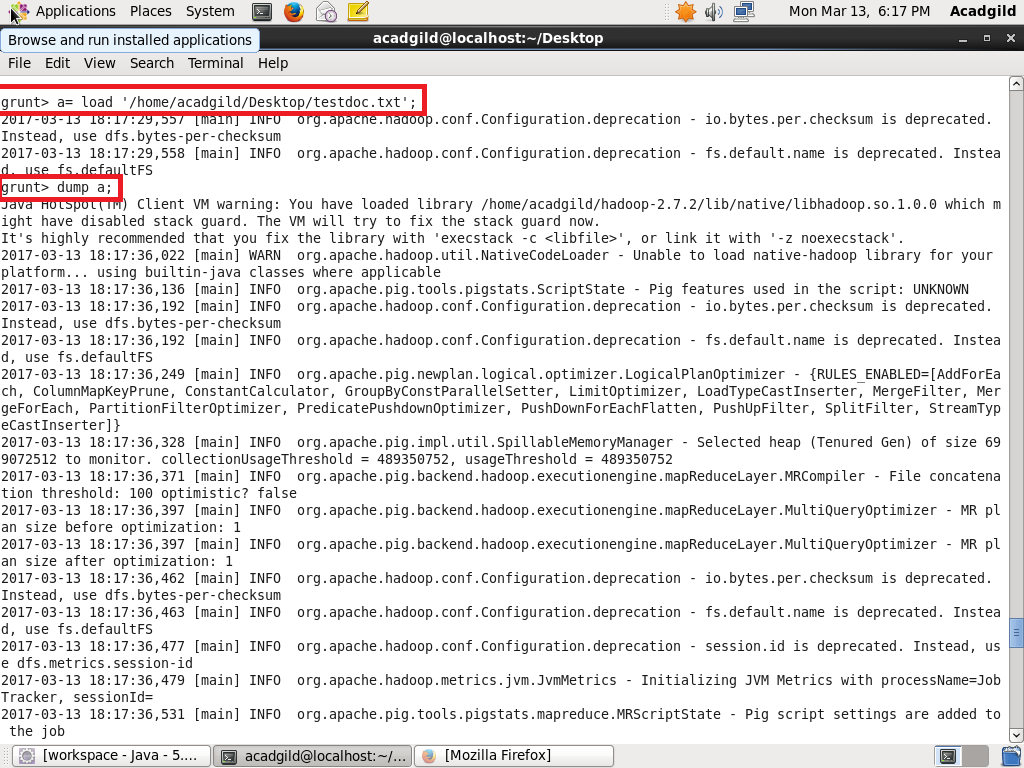 Applications Places System Mon Mar 13, 6:17 PM Acadgild
Browse and run installed applications
acadgild@localhost:~/Desktop
File Edit View Search Terminal Help
grunt> a= load '/home/acadgild/Desktop/testdoc.txt';
2017-03-13 18:17:29,557 [main] INFO  org.apache.hadoop.conf.Configuration.deprecation - io.bytes.per.checksum is deprecated.
Instead, use dfs.bytes-per-checksum
2017-03-13 18:17:29,558 [main] INFO  org.apache.hadoop.conf.Configuration.deprecation - fs.default.name is deprecated. Instea
d, use fs.defaultFS
grunt> dump a;
Java HotSpot(TM) Client VM warning: You have loaded library /home/acadgild/hadoop-2.7.2/lib/native/libhadoop.so.1.0.0 which m
ight have disabled stack guard. The VM will try to fix the stack guard now.
It's highly recommended that you fix the library with 'execstack -c <libfile>', or link it with '-z noexecstack'.
2017-03-13 18:17:36,022 [main] WARN  org.apache.hadoop.util.NativeCodeLoader - Unable to load native-hadoop library for your
platform... using builtin-java classes where applicable
2017-03-13 18:17:36,136 [main] INFO  org.apache.pig.tools.pigstats.ScriptState - Pig features used in the script: UNKNOWN
2017-03-13 18:17:36,192 [main] INFO  org.apache.hadoop.conf.Configuration.deprecation - io.bytes.per.checksum is deprecated.
Instead, use dfs.bytes-per-checksum
2017-03-13 18:17:36,192 [main] INFO  org.apache.hadoop.conf.Configuration.deprecation - fs.default.name is deprecated. Instea
d, use fs.defaultFS
2017-03-13 18:17:36,249 [main] INFO  org.apache.pig.newplan.logical.optimizer.LogicalPlanOptimizer - {RULES_ENABLED=[AddForEa
ch, ColumnMapKeyPrune, ConstantCalculator, GroupByConstParallelSetter, LimitOptimizer, LoadTypeCastInserter, MergeFilter, Mer
geForEach, PartitionFilterOptimizer, PredicatePushdownOptimizer, PushDownForEachFlatten, PushUpFilter, SplitFilter, StreamTyp
eCastInserter]}
2017-03-13 18:17:36,328 [main] INFO  org.apache.pig.impl.util.SpillableMemoryManager - Selected heap (Tenured Gen) of size 69
9072512 to monitor. collectionUsageThreshold = 489350752, usageThreshold = 489350752
2017-03-13 18:17:36,371 [main] INFO  org.apache.pig.backend.hadoop.executionengine.mapReduceLayer.MRCompiler - File concatena
tion threshold: 100 optimistic? false
2017-03-13 18:17:36,397 [main] INFO  org.apache.pig.backend.hadoop.executionengine.mapReduceLayer.MultiQueryOptimizer - MR pl
an size before optimization: 1
2017-03-13 18:17:36,397 [main] INFO  org.apache.pig.backend.hadoop.executionengine.mapReduceLayer.MultiQueryOptimizer - MR pl
an size after optimization: 1
2017-03-13 18:17:36,462 [main] INFO  org.apache.hadoop.conf.Configuration.deprecation - io.bytes.per.checksum is deprecated.
Instead, use dfs.bytes-per-checksum
2017-03-13 18:17:36,463 [main] INFO  org.apache.hadoop.conf.Configuration.deprecation - fs.default.name is deprecated. Instea
d, use fs.defaultFS
2017-03-13 18:17:36,477 [main] INFO  org.apache.hadoop.conf.Configuration.deprecation - session.id is deprecated. Instead, us
e dfs.metrics.session-id
2017-03-13 18:17:36,479 [main] INFO  org.apache.hadoop.metrics.jvm.JvmMetrics - Initializing JVM Metrics with processName=Job
Tracker, sessionId=
2017-03-13 18:17:36,531 [main] INFO  org.apache.pig.tools.pigstats.mapreduce.MRScriptState - Pig script settings are added to
the job
[workspace - Java - 5.... acadgild@localhost:~/... [Mozilla Firefox]